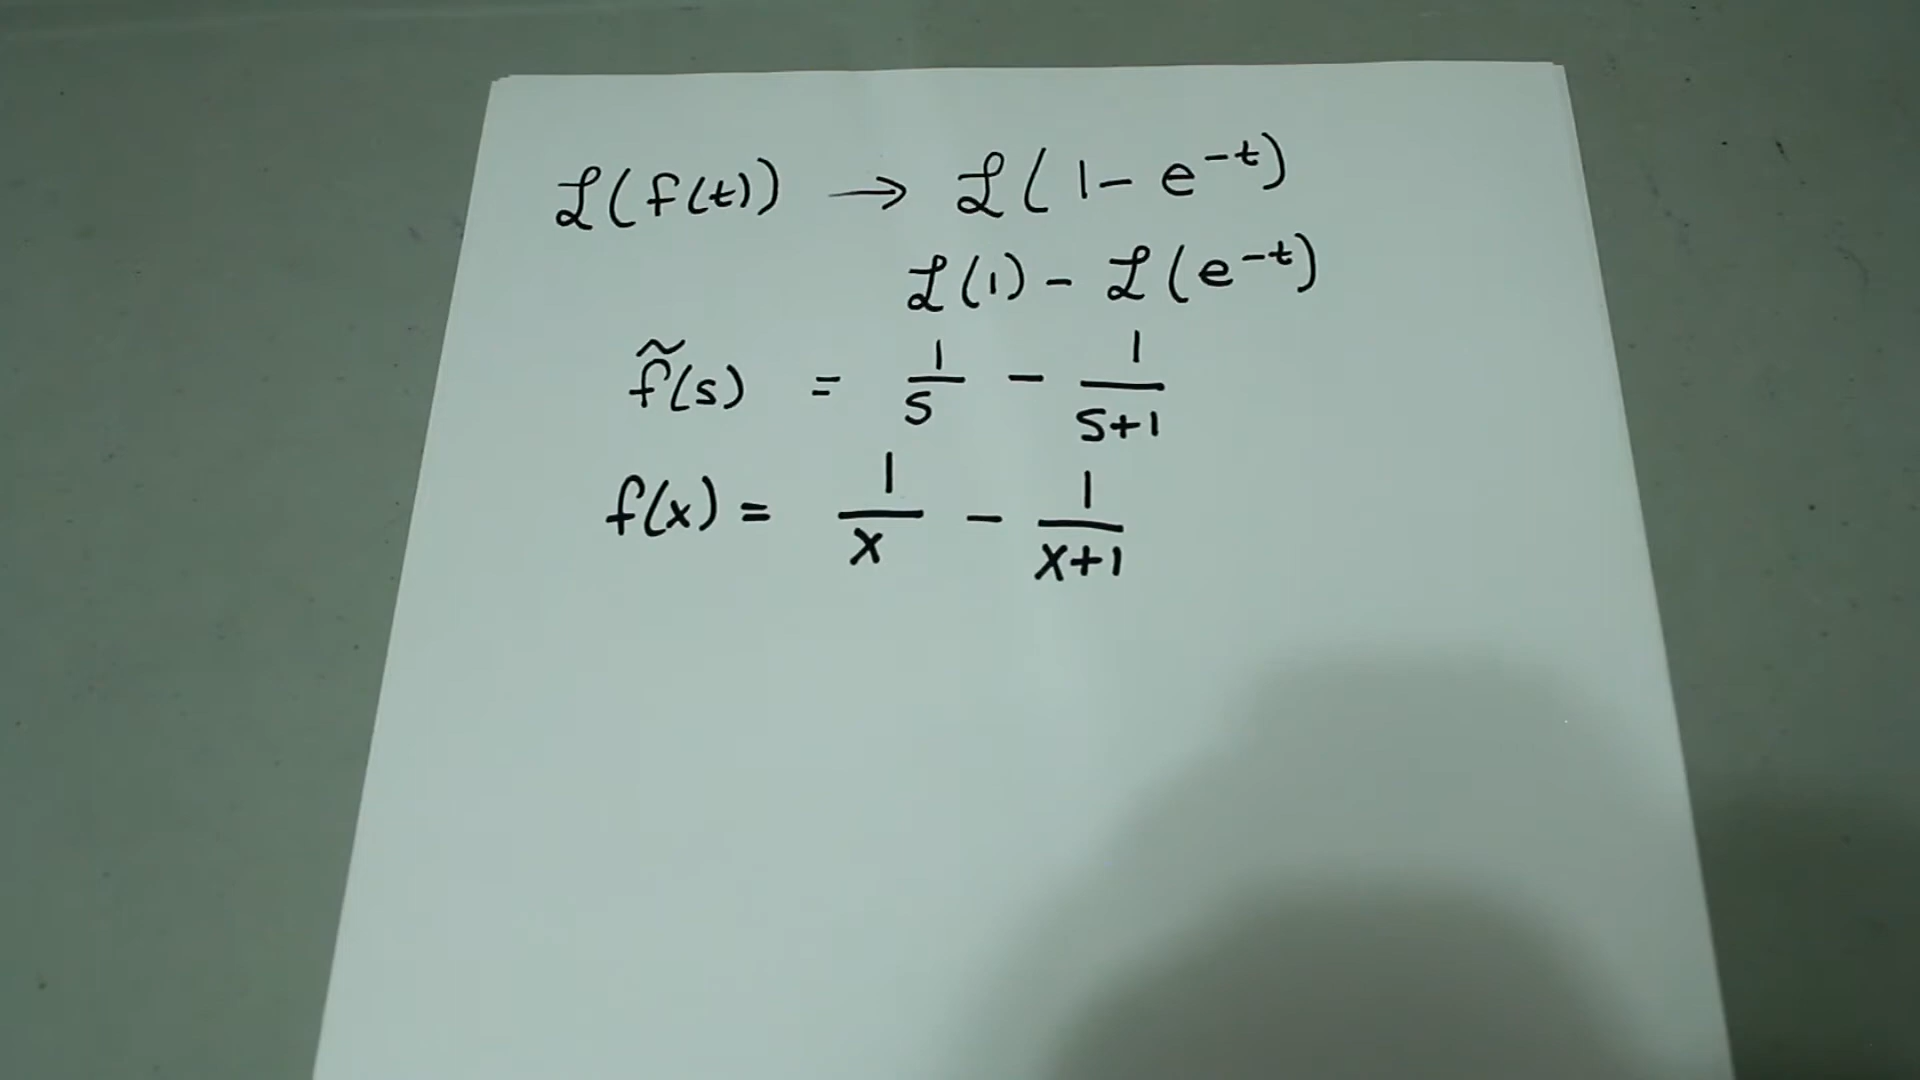 ℒ(f(t)) → ℒ(1 - e^{-t})
ℒ(1) - ℒ(e^{-t})
f̃(s) = 1/s - 1/(s+1)
f(x) = 1/x - 1/(x+1)